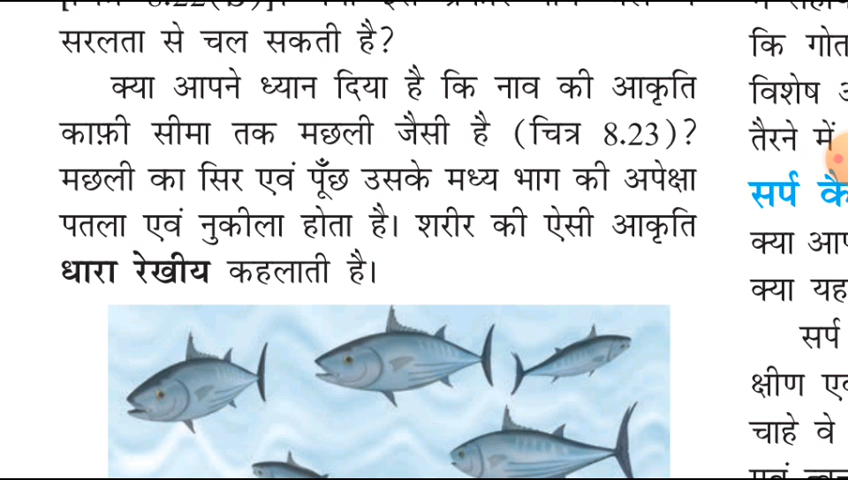 सरलता से चल सकती है?
क्या आपने ध्यान दिया है कि नाव की आकृति
काफ़ी सीमा तक मछली जैसी है (चित्र 8.23)?
मछली का सिर एवं पूँछ उसके मध्य भाग की अपेक्षा
पतला एवं नुकीला होता है। शरीर की ऐसी आकृति
धारा रेखीय कहलाती है।
कि
विशेष
तैरने में
सर्प
क्या
क्या यह
सर्प
क्षीण
चाहे वे